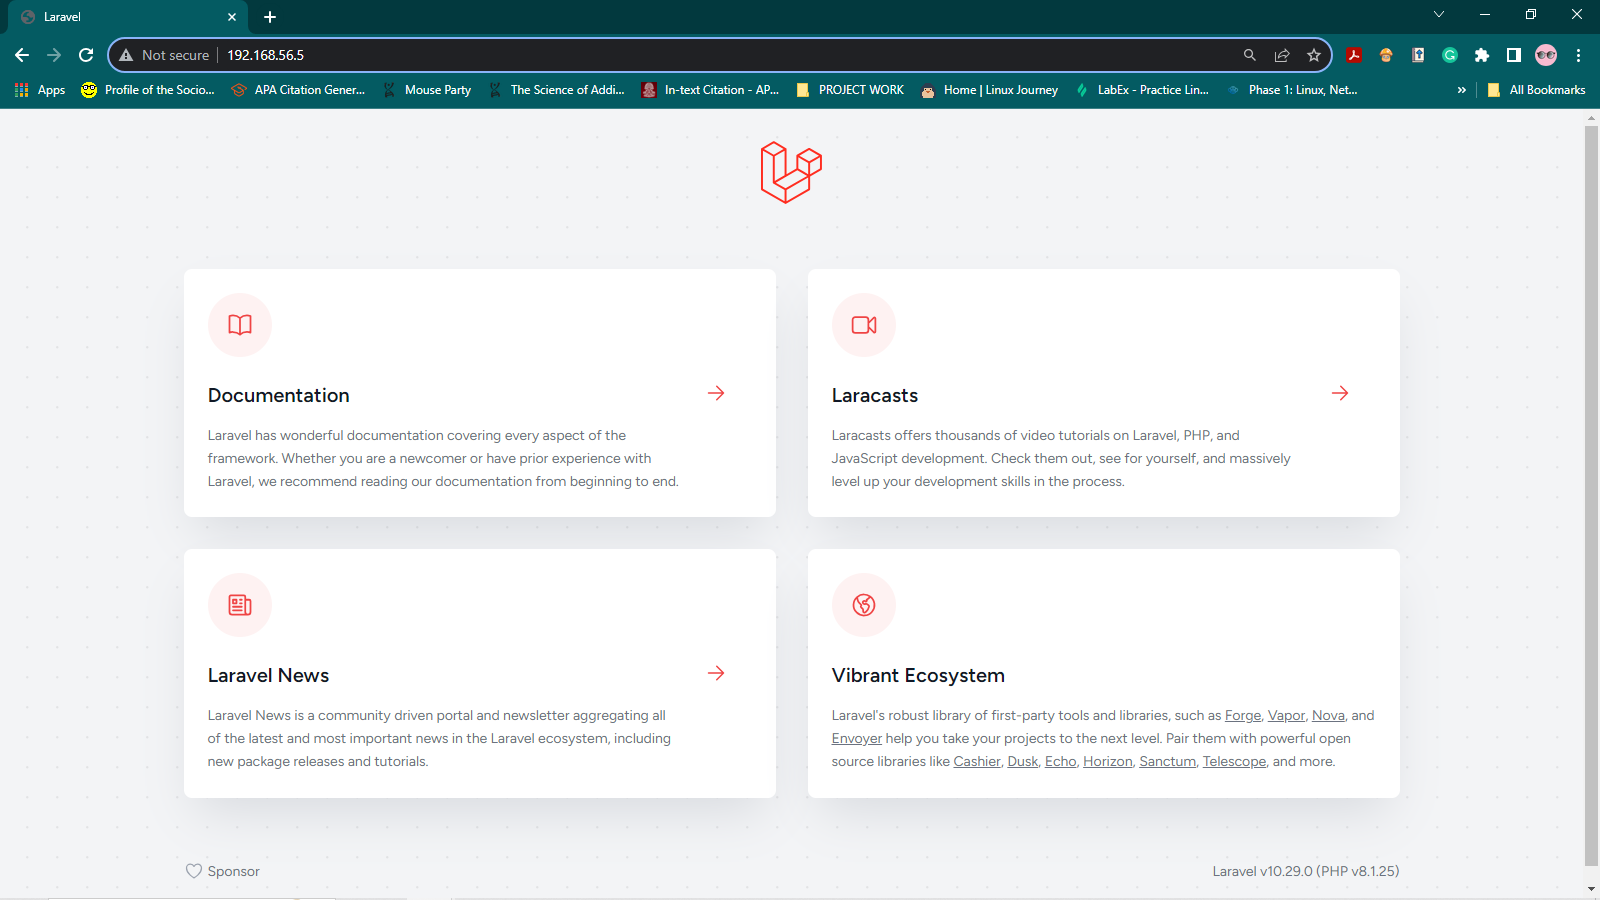 Laravel
Not secure
192.168.56.5
Apps
Profile of the Socio...
APA Citation Gener...
Mouse Party
The Science of Addi...
In-text Citation - AP...
PROJECT WORK
Home | Linux Journey
LabEx - Practice Lin...
Phase 1: Linux, Net...
»
All Bookmarks
Documentation
Laravel has wonderful documentation covering every aspect of the
framework. Whether you are a newcomer or have prior experience with
Laravel, we recommend reading our documentation from beginning to end.
Laracasts
Laracasts offers thousands of video tutorials on Laravel, PHP, and
JavaScript development. Check them out, see for yourself, and massively
level up your development skills in the process.
Laravel News
Laravel News is a community driven portal and newsletter aggregating all
of the latest and most important news in the Laravel ecosystem, including
new package releases and tutorials.
Vibrant Ecosystem
Laravel's robust library of first-party tools and libraries, such as Forge, Vapor, Nova, and
Envoyer help you take your projects to the next level. Pair them with powerful open
source libraries like Cashier, Dusk, Echo, Horizon, Sanctum, Telescope, and more.
Sponsor
Laravel v10.29.0 (PHP v8.1.25)